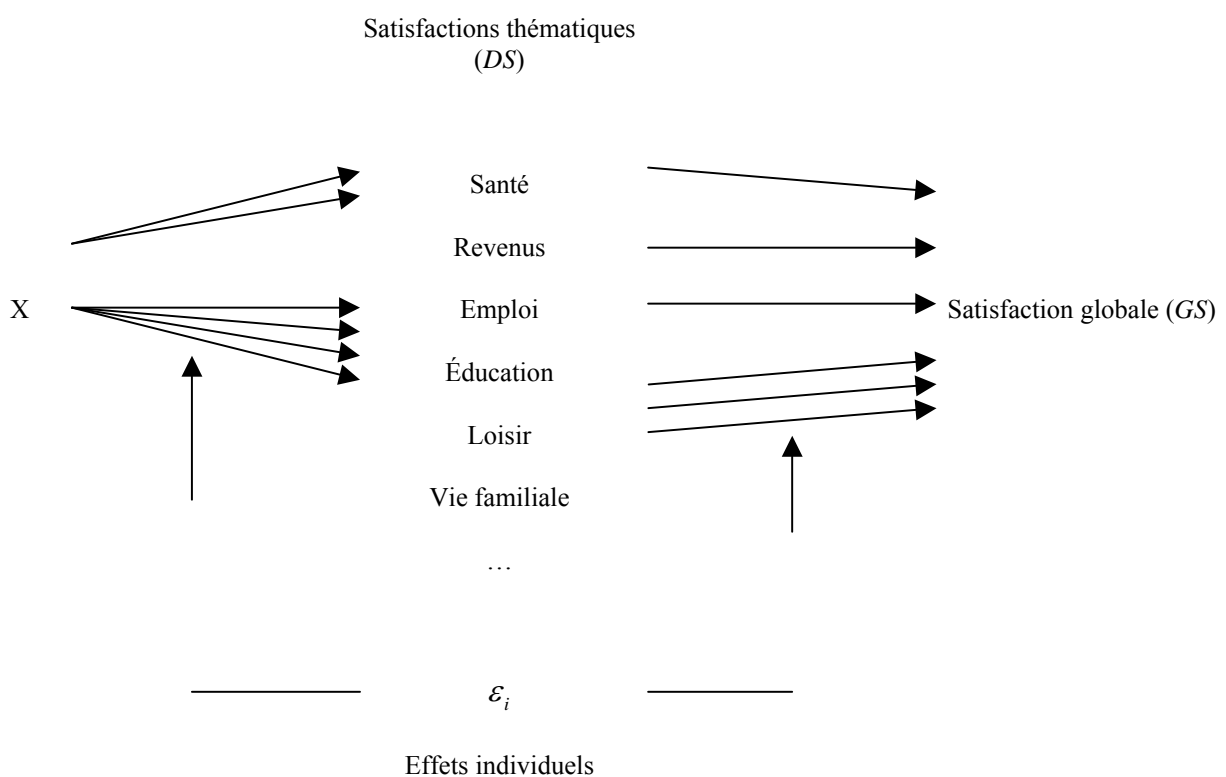 Satisfactions thématiques
(DS)
Santé
Revenus
X
Emploi
Satisfaction globale (GS)
Éducation
Loisir
Vie familiale
…
εi
Effets individuels